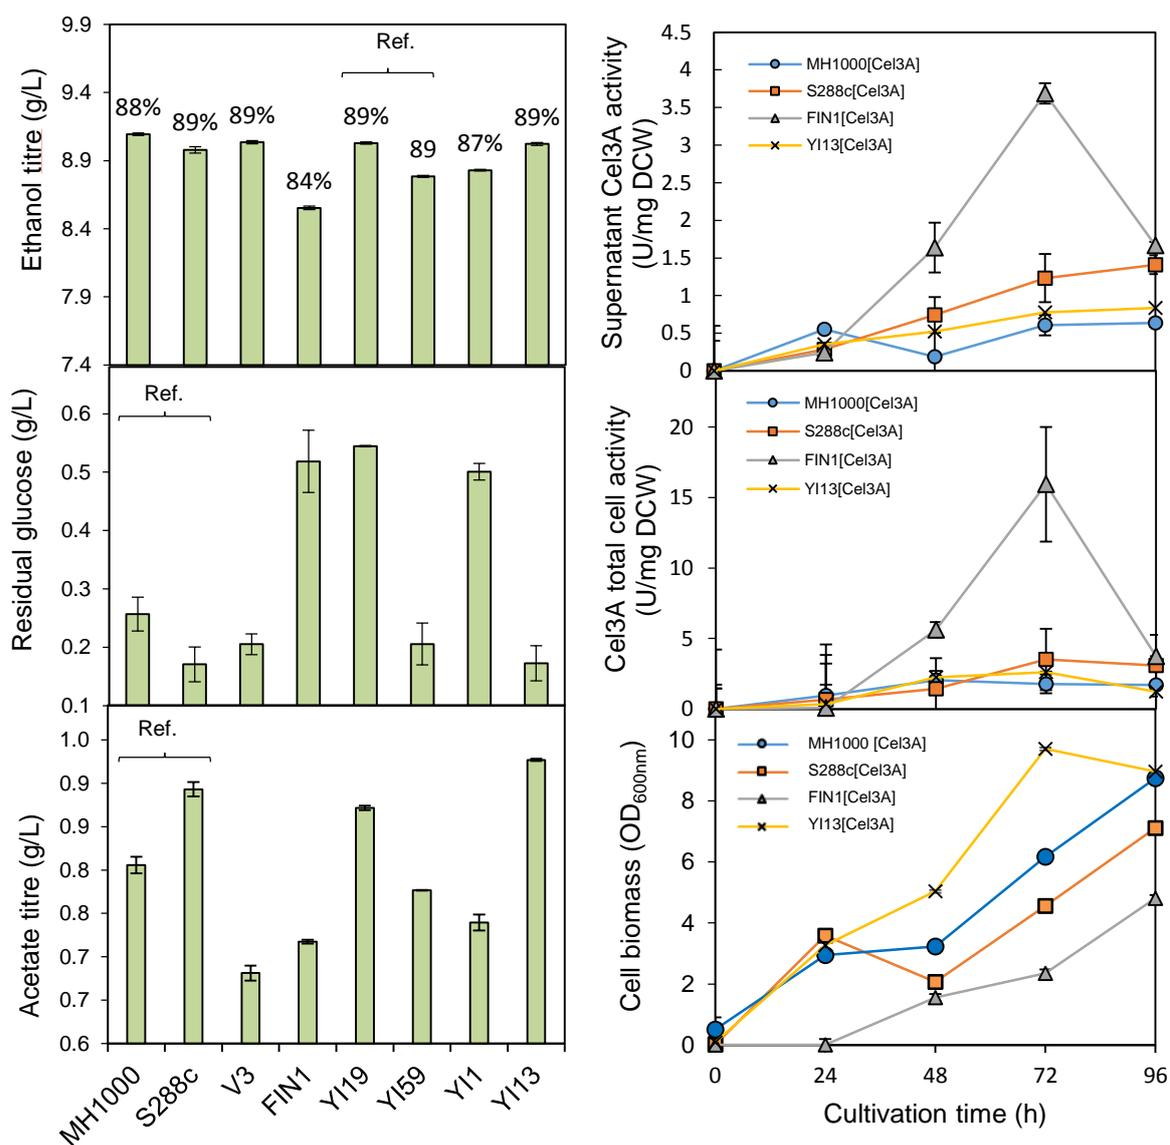 Ethanol titre (g/L)
9.9
9.4
8.9
8.4
7.9
7.4
Ref.
88%
89%
89%
84%
89%
89
87%
89%
Residual glucose (g/L)
0.6
0.5
0.4
0.3
0.2
0.1
Ref.
Acetate titre (g/L)
1.0
0.9
0.9
0.8
0.8
0.7
0.7
0.6
Ref.
MH1000
S288c
V3
FIN1
YI19
YI59
YI1
YI13
Supernatant Cel3A activity
(U/mg DCW)
4.5
4
3.5
3
2.5
2
1.5
1
0.5
0
MH1000[Cel3A]
S288c[Cel3A]
FIN1[Cel3A]
YI13[Cel3A]
Cel3A total cell activity
(U/mg DCW)
20
15
10
5
0
MH1000[Cel3A]
S288c[Cel3A]
FIN1[Cel3A]
YI13[Cel3A]
Cell biomass (OD600nm)
10
8
6
4
2
0
MH1000 [Cel3A]
S288c[Cel3A]
FIN1[Cel3A]
YI13[Cel3A]
0
24
48
72
96
Cultivation time (h)